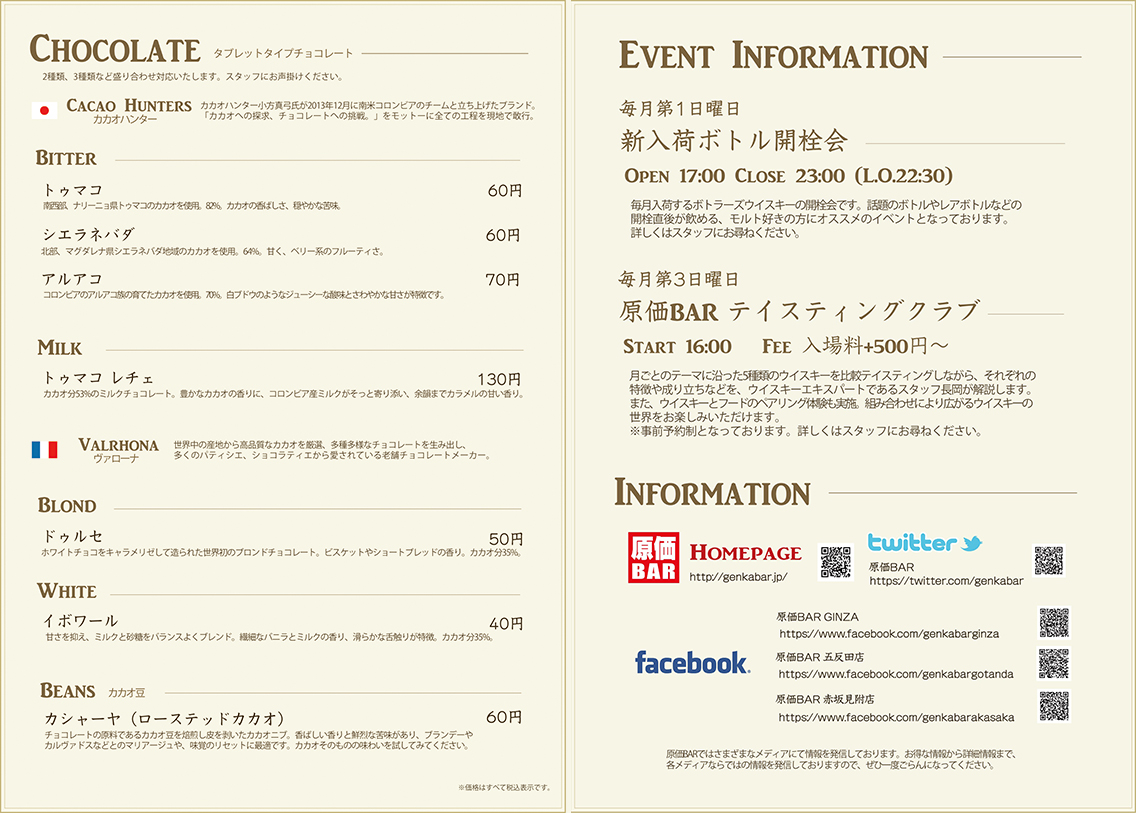 CHOCOLATE タブレットタイプチョコレート
2種類、3種類など盛り合わせ対応いたします。スタッフにお声掛けください。
CACAO HUNTERS
カカオハンター
カカオハンター小方真弓氏が2013年12月に南米コロンビアのチームと立ち上げたブランド。
「カカオへの探求、チョコレートへの挑戦。」をモットーに全ての工程を現地で敢行。
BITTER
トゥマコ 60円
南西部、ナリーニョ県トゥマコのカカオを使用。82%。カカオの香ばしさ、穏やかな苦味。
シエラネバダ 60円
北部、マグダレナ県シエラネバダ地域のカカオを使用。64%。甘く、ベリー系のフルーティさ。
アルアコ 70円
コロンビアのアルアコ族の育てたカカオを使用。70%。白ブドウのようなジューシーな酸味とさわやかな甘さが特徴です。
MILK
トゥマコ レチェ 130円
カカオ分53%のミルクチョコレート。豊かなカカオの香りに、コロンビア産ミルクがそっと寄り添い、余韻までカラメルの甘い香り。
VALRHONA
ヴァローナ
世界中の産地から高品質なカカオを厳選、多種多様なチョコレートを生み出し、
多くのパティシエ、ショコラティエから愛されている老舗チョコレートメーカー。
BLOND
ドゥルセ 50円
ホワイトチョコをキャラメリゼして造られた世界初のブロンドチョコレート。ビスケットやショートブレッドの香り。カカオ分35%。
WHITE
イボワール 40円
甘さを抑え、ミルクと砂糖をバランスよくブレンド。繊細なバニラとミルクの香り、滑らかな舌触りが特徴。カカオ分35%。
BEANS カカオ豆
カシャーヤ（ローステッドカカオ） 60円
チョコレートの原料であるカカオ豆を焙煎し皮を剥いたカカオニブ。香ばしい香りと鮮烈な苦味があり、ブランデーや
カルヴァドスなどとのマリアージュや、味覚のリセットに最適です。カカオそのものの味わいを試してみてください。
※価格はすべて税込表示です。
EVENT INFORMATION
毎月第1日曜日
新入荷ボトル開栓会
OPEN 17:00 CLOSE 23:00 (L.O.22:30)
毎月入荷するボトラーズウイスキーの開栓会です。話題のボトルやレアボトルなどの
開栓直後が飲める、モルト好きの方にオススメのイベントとなっております。
詳しくはスタッフにお尋ねください。
毎月第3日曜日
原価BAR テイスティングクラブ
START 16:00 FEE 入場料+500円～
月ごとのテーマに沿った5種類のウイスキーを比較テイスティングしながら、それぞれの
特徴や成り立ちなどを、ウイスキーエキスパートであるスタッフ長岡が解説します。
また、ウイスキーとフードのペアリング体験も実施。組み合わせにより広がるウイスキーの
世界をお楽しみいただけます。
※事前予約制となっております。詳しくはスタッフにお尋ねください。
INFORMATION
原価
BAR
HOMEPAGE
http://genkabar.jp/
twitter
原価BAR
https://twitter.com/genkabar
facebook.
原価BAR GINZA
https://www.facebook.com/genkabarginza
原価BAR 五反田店
https://www.facebook.com/genkabargotanda
原価BAR 赤坂見附店
https://www.facebook.com/genkabarakasaka
原価BARではさまざまなメディアにて情報を発信しております。お得な情報から詳細情報まで、
各メディアならではの情報を発信しておりますので、ぜひ一度ごらんになってください。